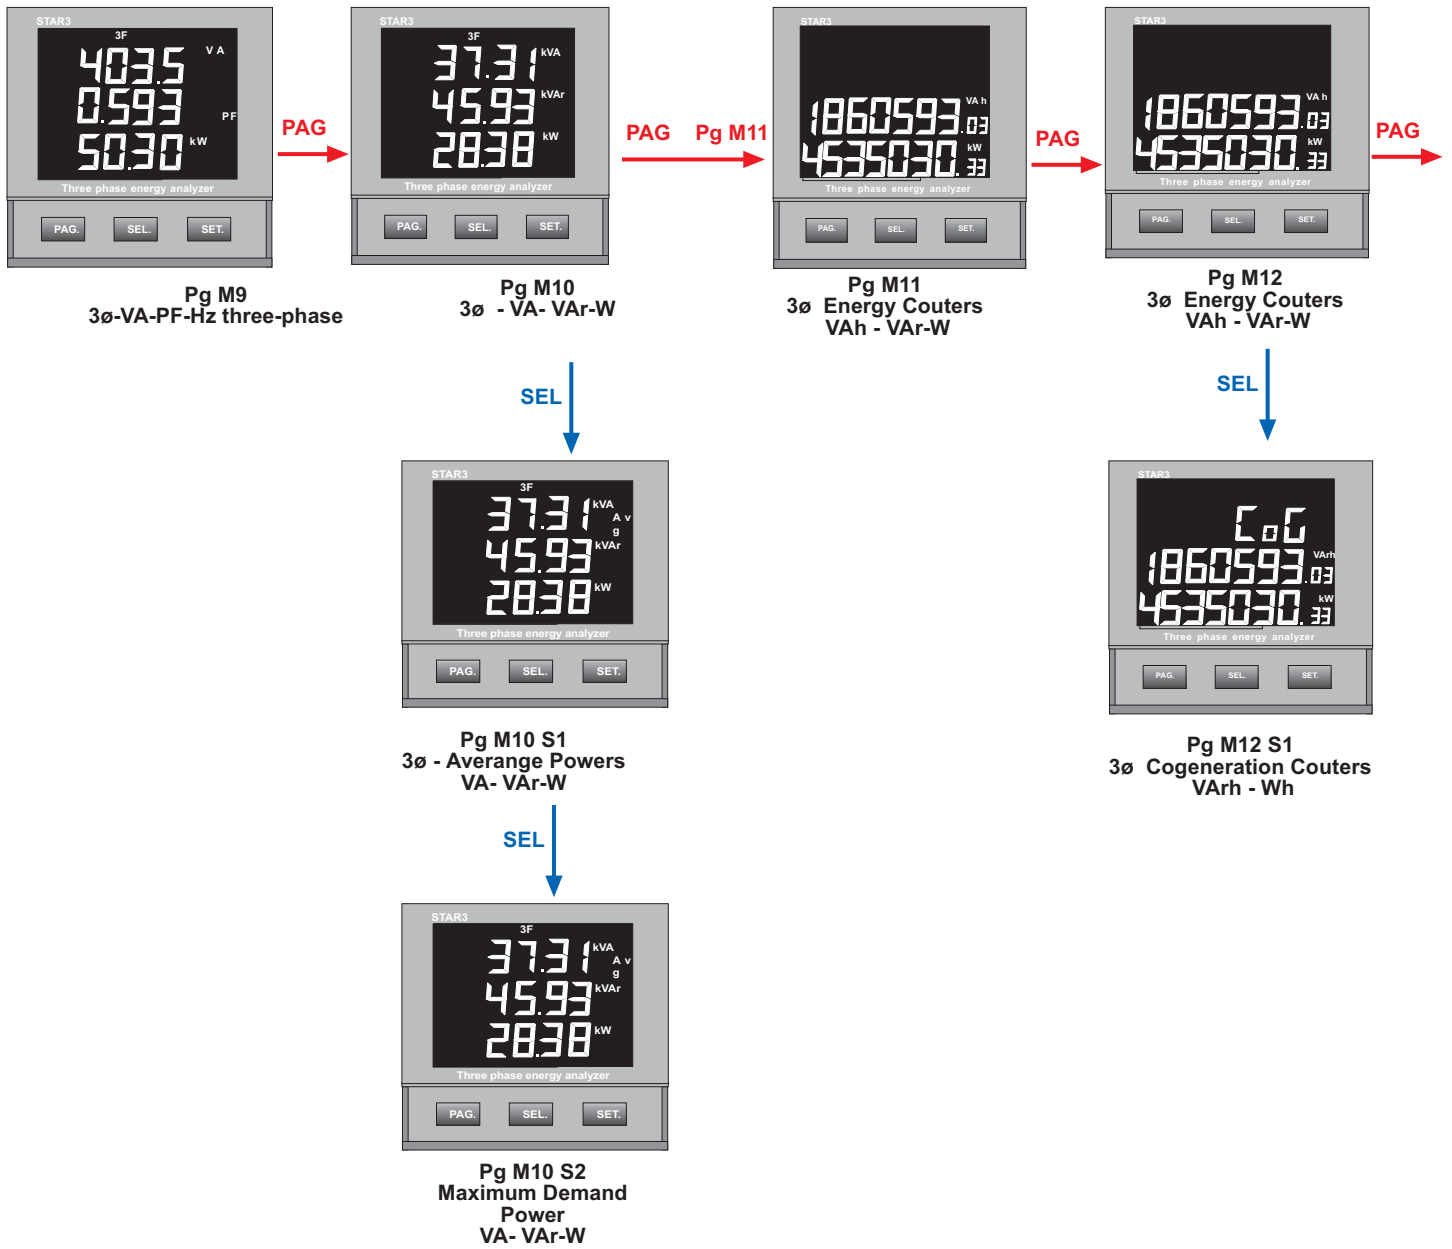 STAR3
3F
403.5 VA
0.593 PF
50.30 kW
Three phase energy analyzer
PAG. SEL. SET.
Pg M9
3ø-VA-PF-Hz three-phase
PAG
STAR3
3F
37.31 kVA
45.93 kVAr
28.38 kW
Three phase energy analyzer
PAG. SEL. SET.
Pg M10
3ø - VA- VAr-W
PAG Pg M11
STAR3
1860593.03 VA h
4535030.33 kW
Three phase energy analyzer
PAG. SEL. SET.
Pg M11
3ø Energy Couters
VAh - VAr-W
PAG
STAR3
1860593.03 VA h
4535030.33 kW
Three phase energy analyzer
PAG. SEL. SET.
Pg M12
3ø Energy Couters
VAh - VAr-W
PAG
SEL
STAR3
3F
37.31 kVA
A v
g
45.93 kVAr
28.38 kW
Three phase energy analyzer
PAG. SEL. SET.
Pg M10 S1
3ø - Averange Powers
VA- VAr-W
SEL
STAR3
CoG
1860593.03 VArh
4535030.33 kW
Three phase energy analyzer
PAG. SEL. SET.
Pg M12 S1
3ø Cogeneration Couters
VArh - Wh
SEL
STAR3
3F
37.31 kVA
A v
g
45.93 kVAr
28.38 kW
Three phase energy analyzer
PAG. SEL. SET.
Pg M10 S2
Maximum Demand
Power
VA- VAr-W